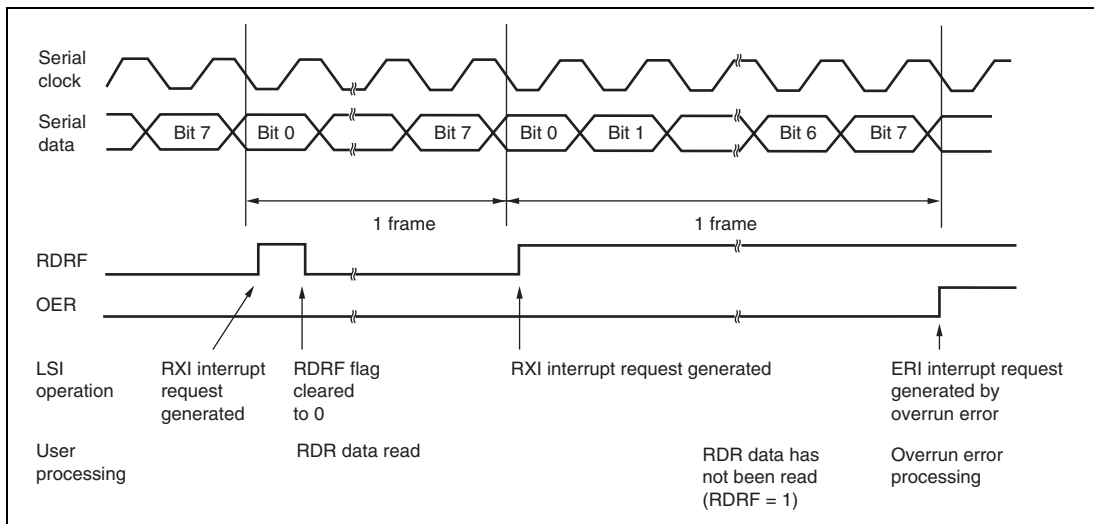 Serial
clock
Serial
data
Bit 7
Bit 0
Bit 7
Bit 0
Bit 1
Bit 6
Bit 7
1 frame
1 frame
RDRF
OER
LSI
operation
RXI interrupt
request
generated
RDRF flag
cleared
to 0
RXI interrupt request generated
ERI interrupt request
generated by
overrun error
User
processing
RDR data read
RDR data has
not been read
(RDRF = 1)
Overrun error
processing